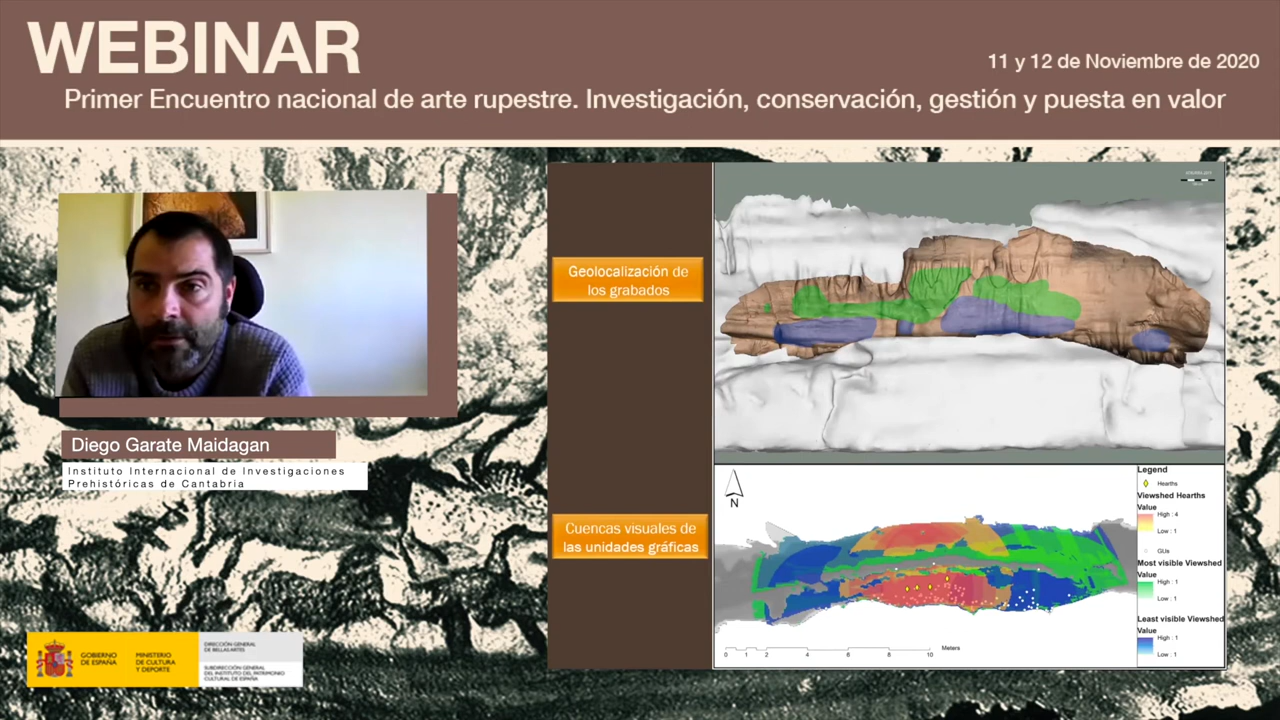 WEBINAR
11 y 12 de Noviembre de 2020
Primer Encuentro nacional de arte rupestre. Investigación, conservación, gestión y puesta en valor
Diego Garate Maidagan
Instituto Internacional de Investigaciones
Prehistóricas de Cantabria
GOBIERNO
DE ESPAÑA
MINISTERIO
DE CULTURA
Y DEPORTE
DIRECCIÓN GENERAL
DE BELLAS ARTES
SUBDIRECCIÓN GENERAL
DEL INSTITUTO DEL PATRIMONIO
CULTURAL DE ESPAÑA
Geolocalización de
los grabados
Cuencas visuales de
las unidades gráficas
N
0 1 2 4 6 8 10 Meters
Legend
Hearths
Viewshed Hearths
Value
High : 4
Low : 1
GUs
Most visible Viewshed
Value
High : 1
Low : 1
Least visible Viewshed
Value
High : 1
Low : 1